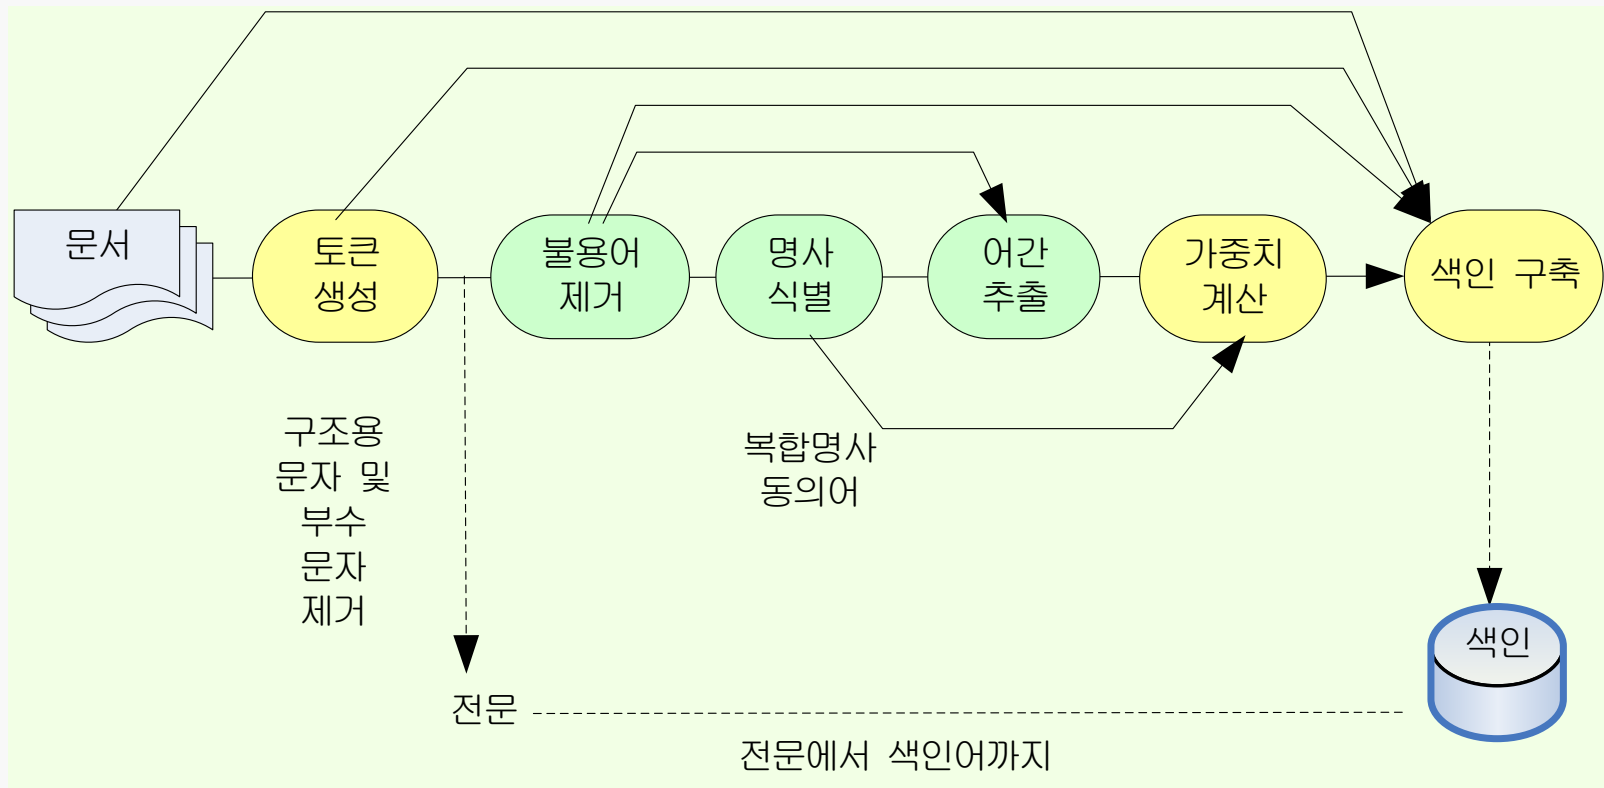 문서
토큰
생성
불용어
제거
명사
식별
어간
추출
가중치
계산
색인 구축
구조용
문자 및
부수
문자
제거
복합명사
동의어
색인
전문
전문에서 색인어까지